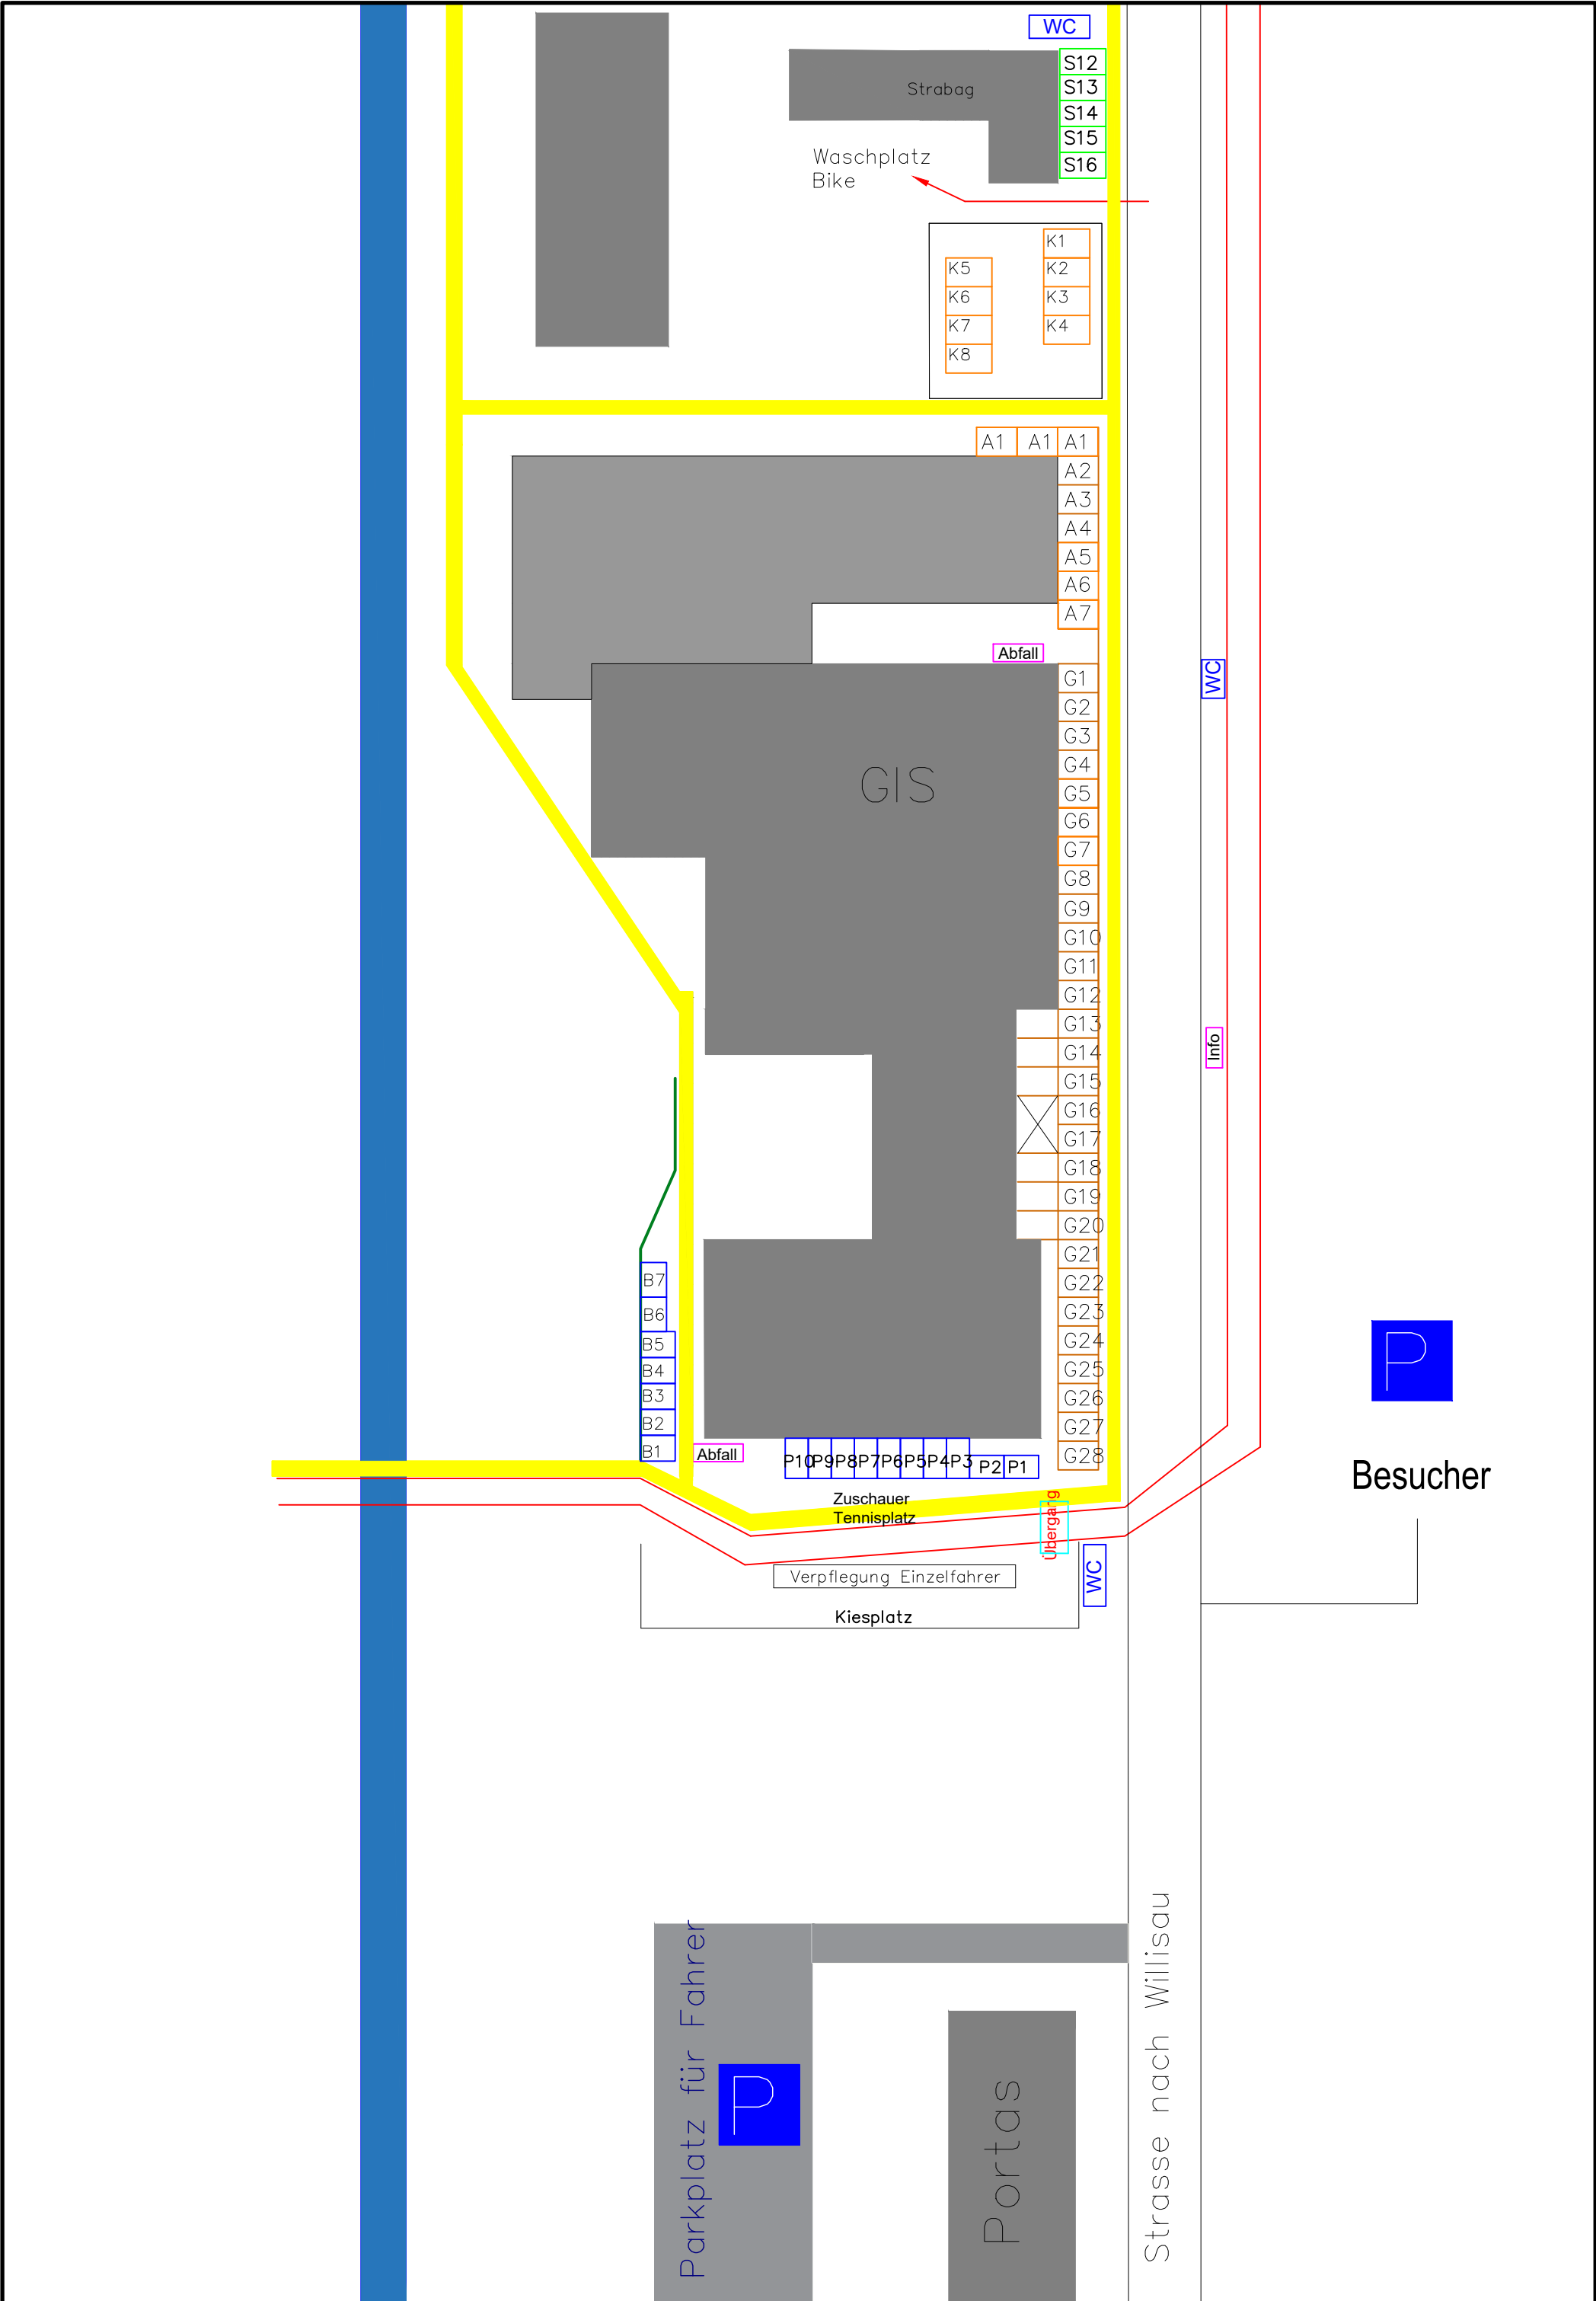 WC
S12
S13
S14
S15
S16
Strabag
Waschplatz
Bike
K1
K2
K3
K4
K5
K6
K7
K8
A1 A1 A1
A2
A3
A4
A5
A6
A7
Abfall
WC
G1
G2
G3
G4
G5
G6
G7
G8
G9
G10
G11
G12
G13
G14
G15
G16
G17
G18
G19
G20
G21
G22
G23
G24
G25
G26
G27
G28
GIS
Info
B7
B6
B5
B4
B3
B2
B1
Abfall
P10 P9 P8 P7 P6 P5 P4 P3 P2 P1
P
Besucher
Zuschauer
Tennisplatz
Übergang
WC
Verpflegung Einzelfahrer
Kiesplatz
Parkplatz für Fahrer
P
Portas
Strasse nach Willisau